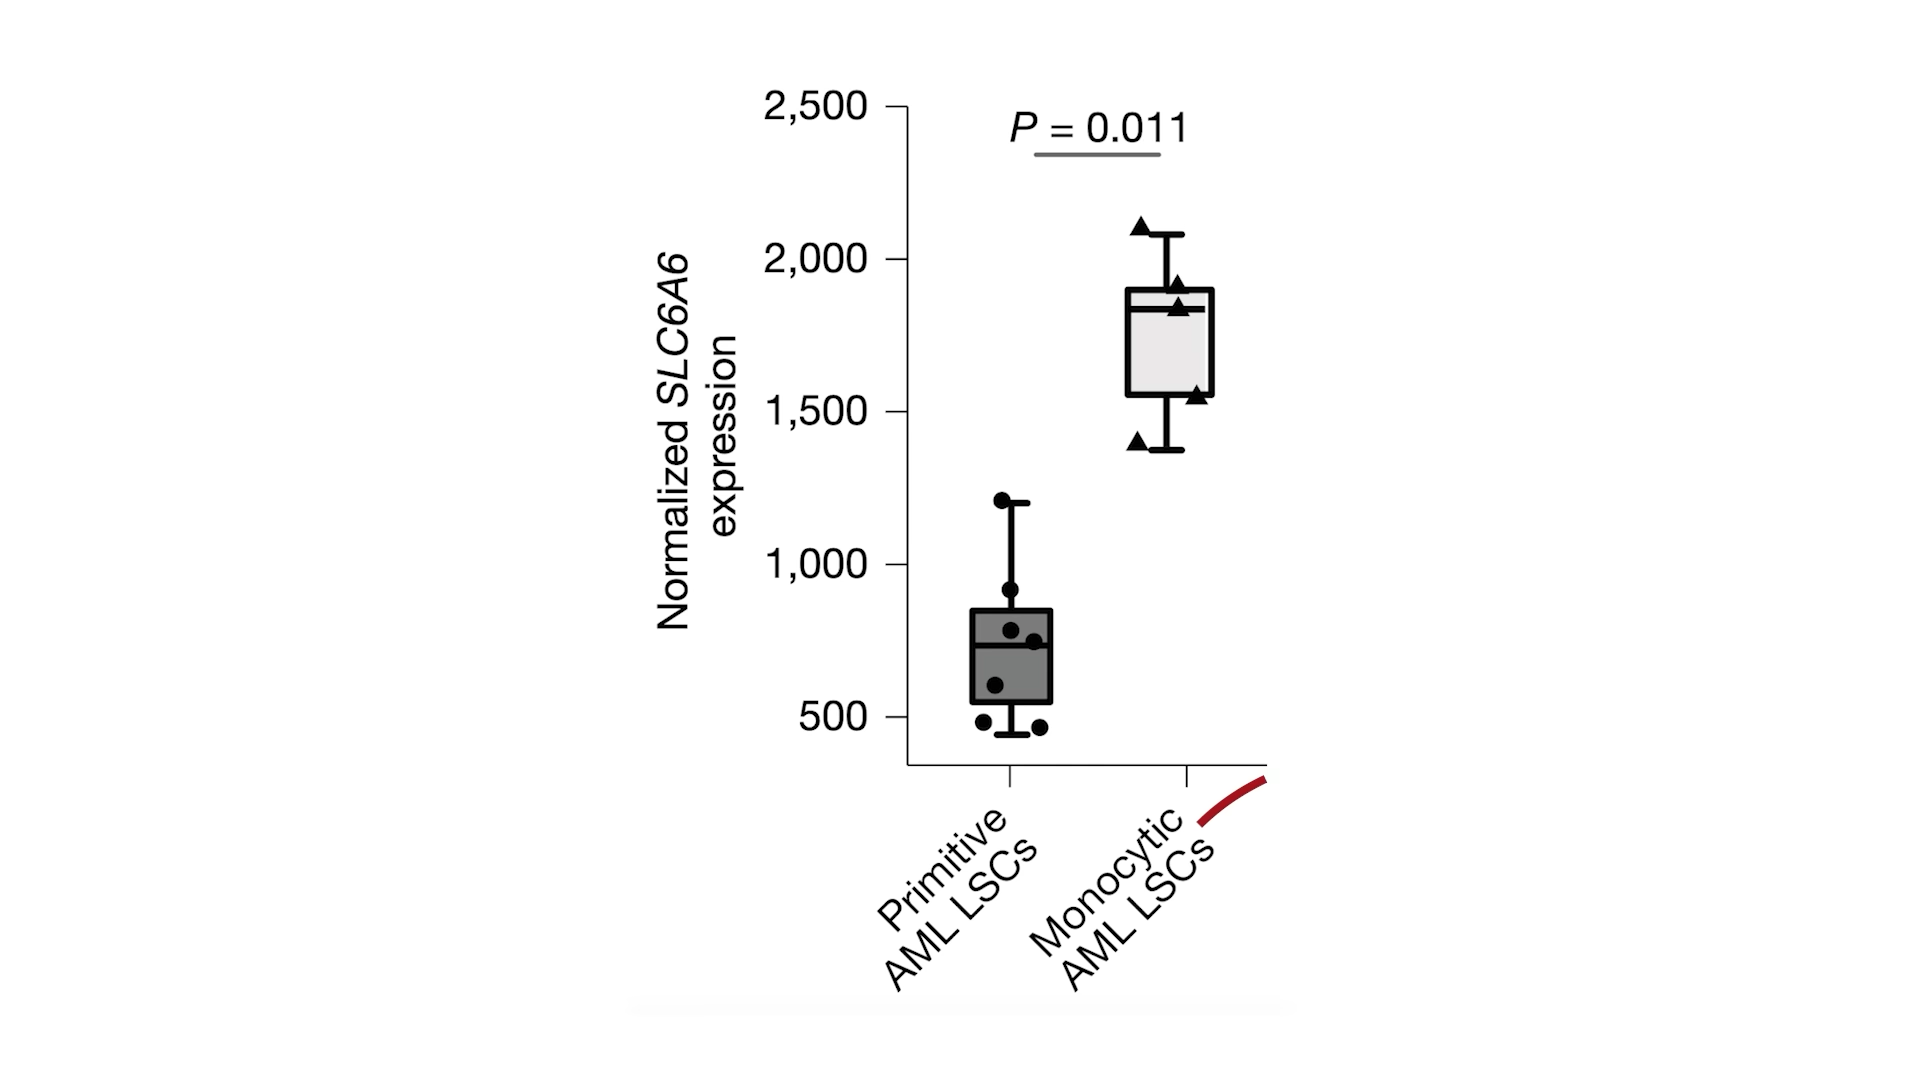 2,500
P = 0.011
2,000
1,500
1,000
500
Normalized SLC6A6
expression
Primitive
AML LSCs
Monocytic
AML LSCs